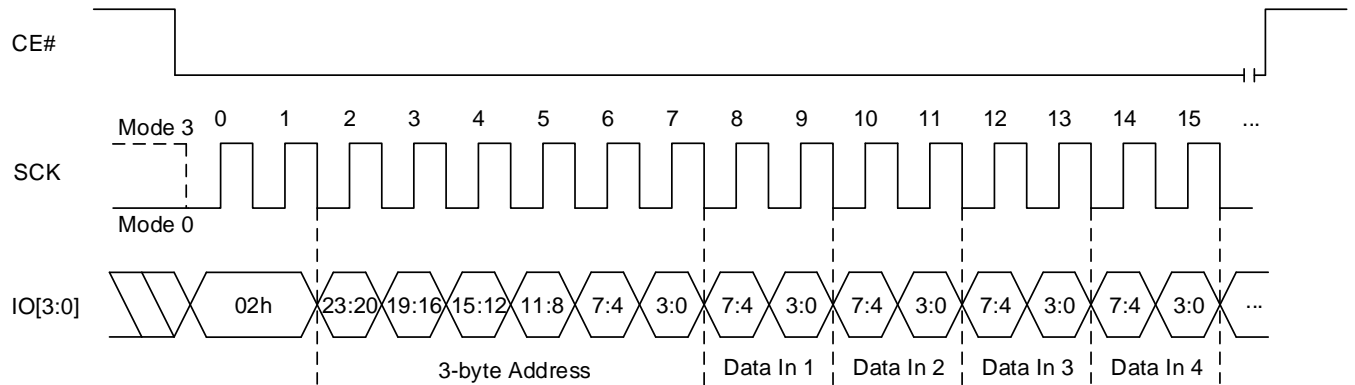 CE#
0 1 2 3 4 5 6 7 8 9 10 11 12 13 14 15 ...
Mode 3
SCK
Mode 0
IO[3:0] 02h 23:20 19:16 15:12 11:8 7:4 3:0 7:4 3:0 7:4 3:0 7:4 3:0 7:4 3:0 ...
3-byte Address Data In 1 Data In 2 Data In 3 Data In 4